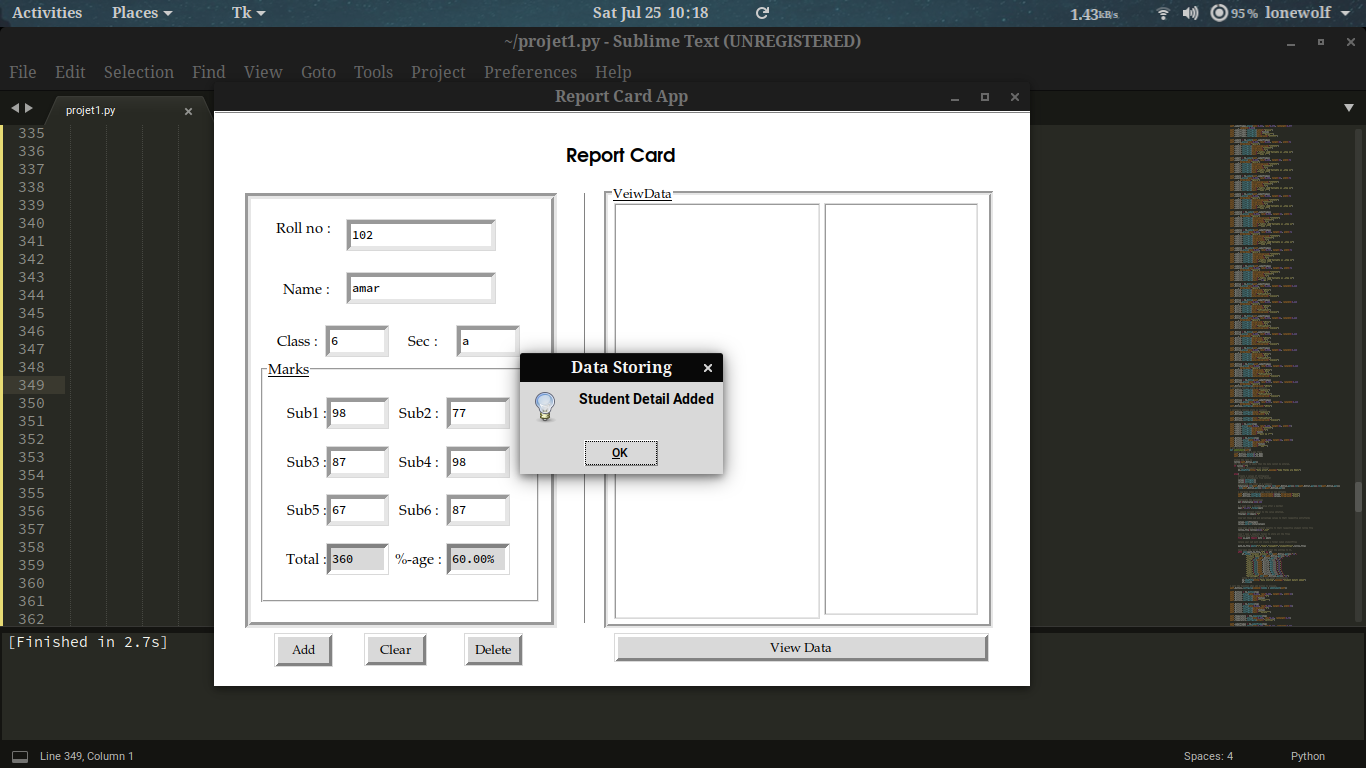 Activities Places Tk Sat Jul 25 10:18 1.43kB/s 95% lonewolf
~/projet1.py - Sublime Text (UNREGISTERED)
File Edit Selection Find View Goto Tools Project Preferences Help
projet1.py
Report Card App
335
336
337
338
339
340
341
342
343
344
345
346
347
348
349
350
351
352
353
354
355
356
357
358
359
360
361
362
Report Card
Roll no : 102
Name : amar
Class : 6 Sec : a
Marks
Sub1 : 98 Sub2 : 77
Sub3 : 87 Sub4 : 98
Sub5 : 67 Sub6 : 87
Total : 360 %-age : 60.00%
Add Clear Delete
VeiwData
View Data
Data Storing
Student Detail Added
OK
[Finished in 2.7s]
Line 349, Column 1 Spaces: 4 Python